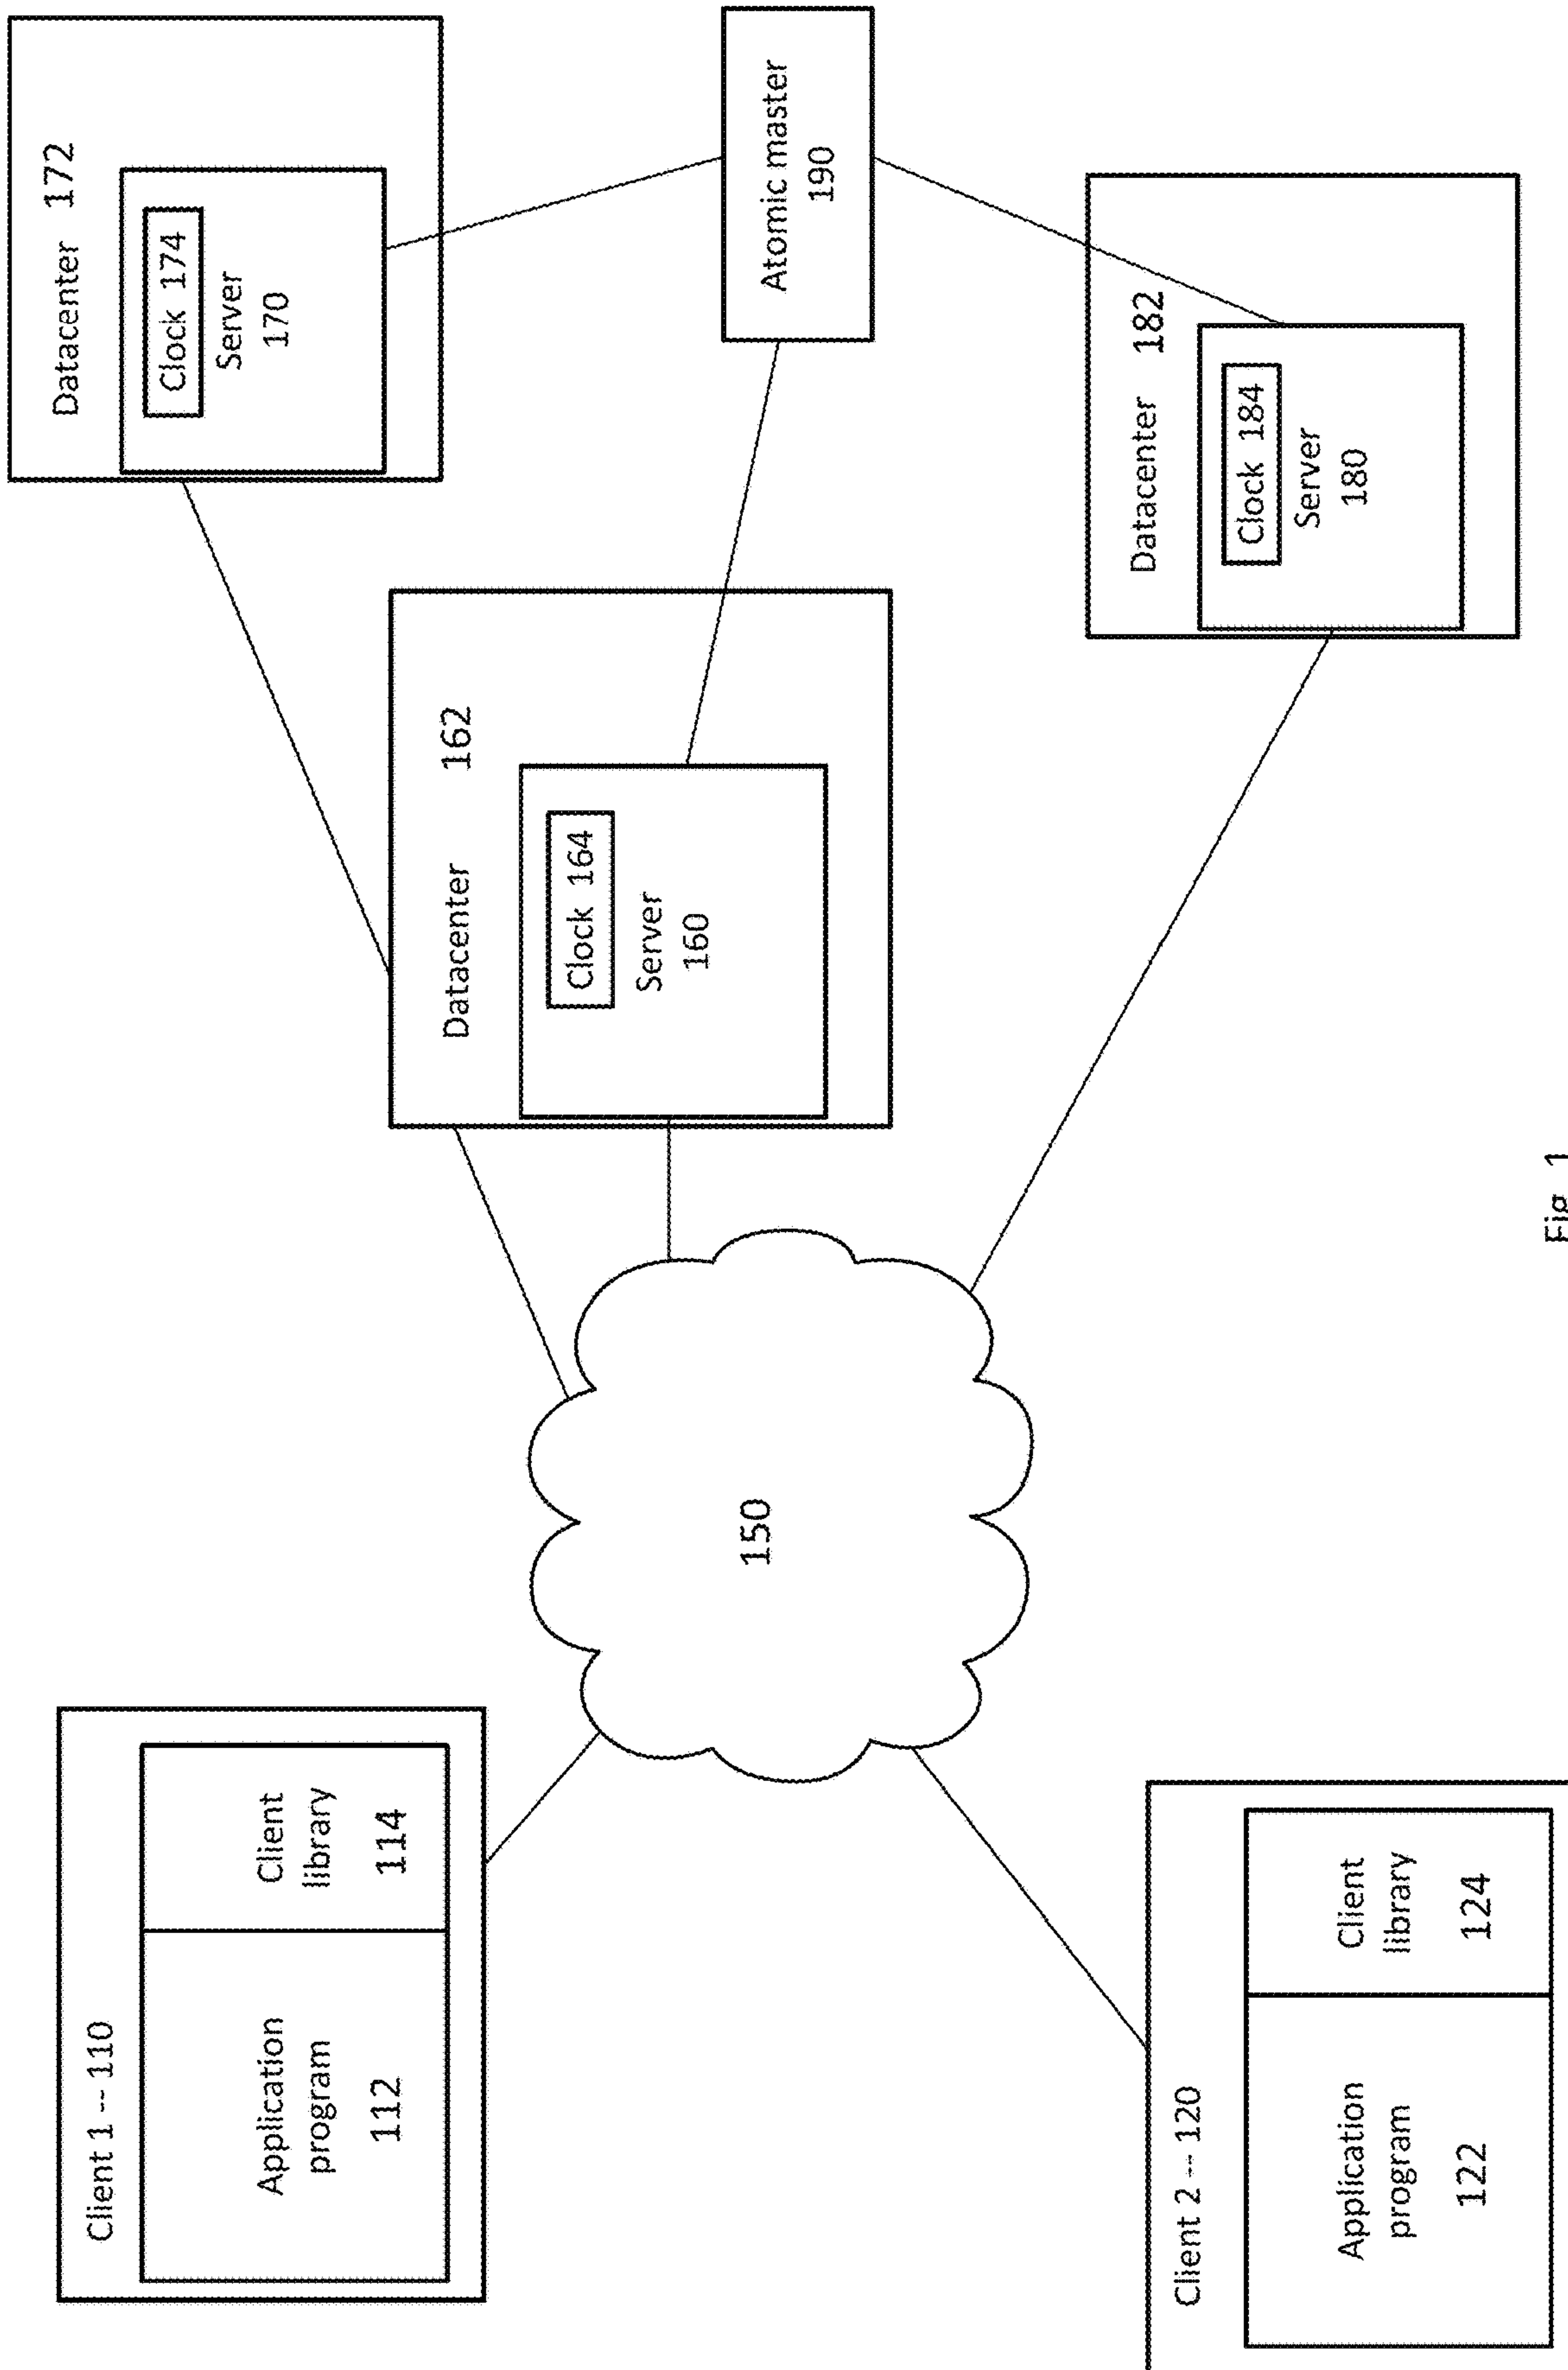 Client 1 -- 110
Application
program
112
Client
library
114
Client 2 -- 120
Application
program
122
Client
library
124
150
Datacenter 162
Clock 164
Server
160
Datacenter 172
Clock 174
Server
170
Datacenter 182
Clock 184
Server
180
Atomic master
190
Fig. 1